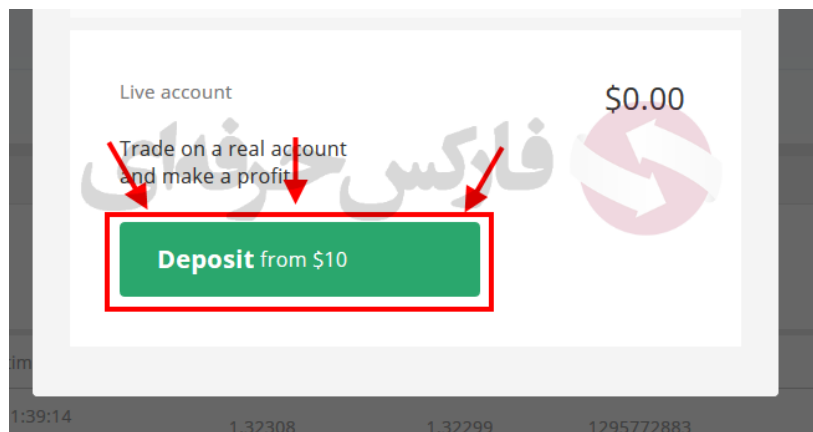 Live account
$0.00
Trade on a real account
and make a profit
فارکس حرفه‌ای
Deposit from $10
tim
1:39:14
1.32308
1.32299
1295772883